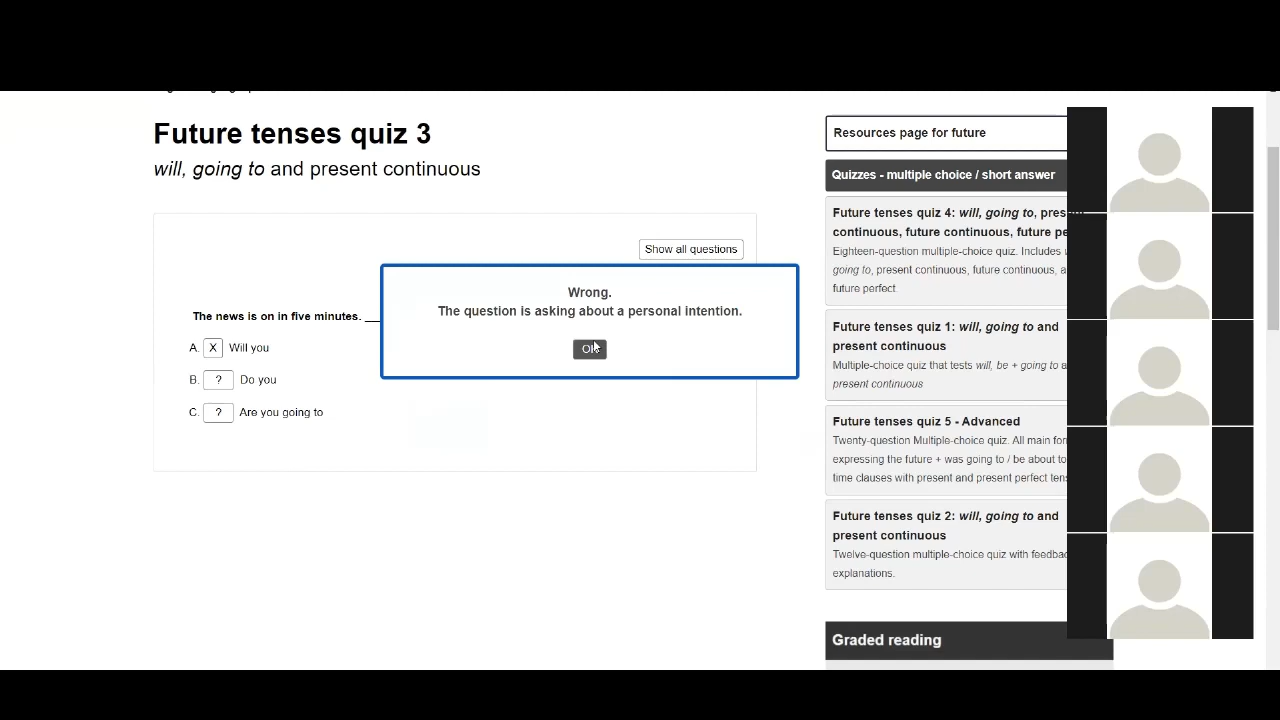 Future tenses quiz 3
will, going to and present continuous
Show all questions
The news is on in five minutes. __
A. X Will you
B. ? Do you
C. ? Are you going to
Wrong.
The question is asking about a personal intention.
OK
Resources page for future
Quizzes - multiple choice / short answer
Future tenses quiz 4: will, going to, present
continuous, future continuous, future pe
Eighteen-question multiple-choice quiz. Includes
going to, present continuous, future continuous, a
future perfect.
Future tenses quiz 1: will, going to and
present continuous
Multiple-choice quiz that tests will, be + going to a
present continuous
Future tenses quiz 5 - Advanced
Twenty-question Multiple-choice quiz. All main for
expressing the future + was going to / be about to
time clauses with present and present perfect ten
Future tenses quiz 2: will, going to and
present continuous
Twelve-question multiple-choice quiz with feedbac
explanations.
Graded reading